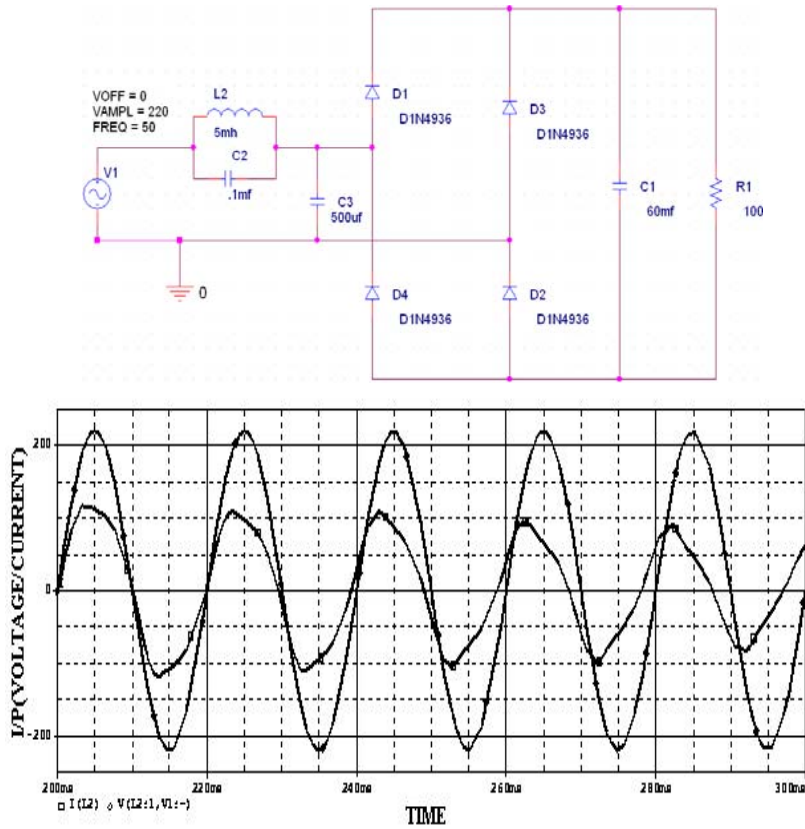 VOFF = 0
VAMPL = 220
FREQ = 50
V1
L2
5mh
C2
.1mf
C3
500uf
0
D1
D1N4936
D3
D1N4936
D4
D1N4936
D2
D1N4936
C1
60mf
R1
100
I/P(VOLTAGE/CURRENT)
200
0
-200
200ms
220ms
240ms
260ms
280ms
300ms
I(L2) V(L2:1,V1:-)
TIME